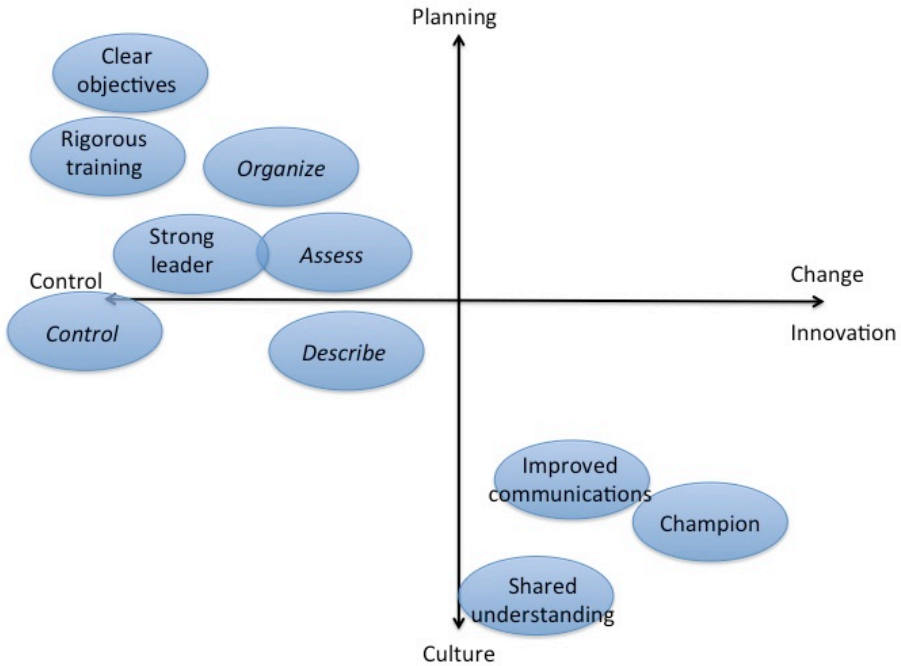 Planning
Clear
objectives
Rigorous
training
Organize
Strong
leader
Assess
Control
Change
Control
Innovation
Describe
Improved
communications
Champion
Shared
understanding
Culture